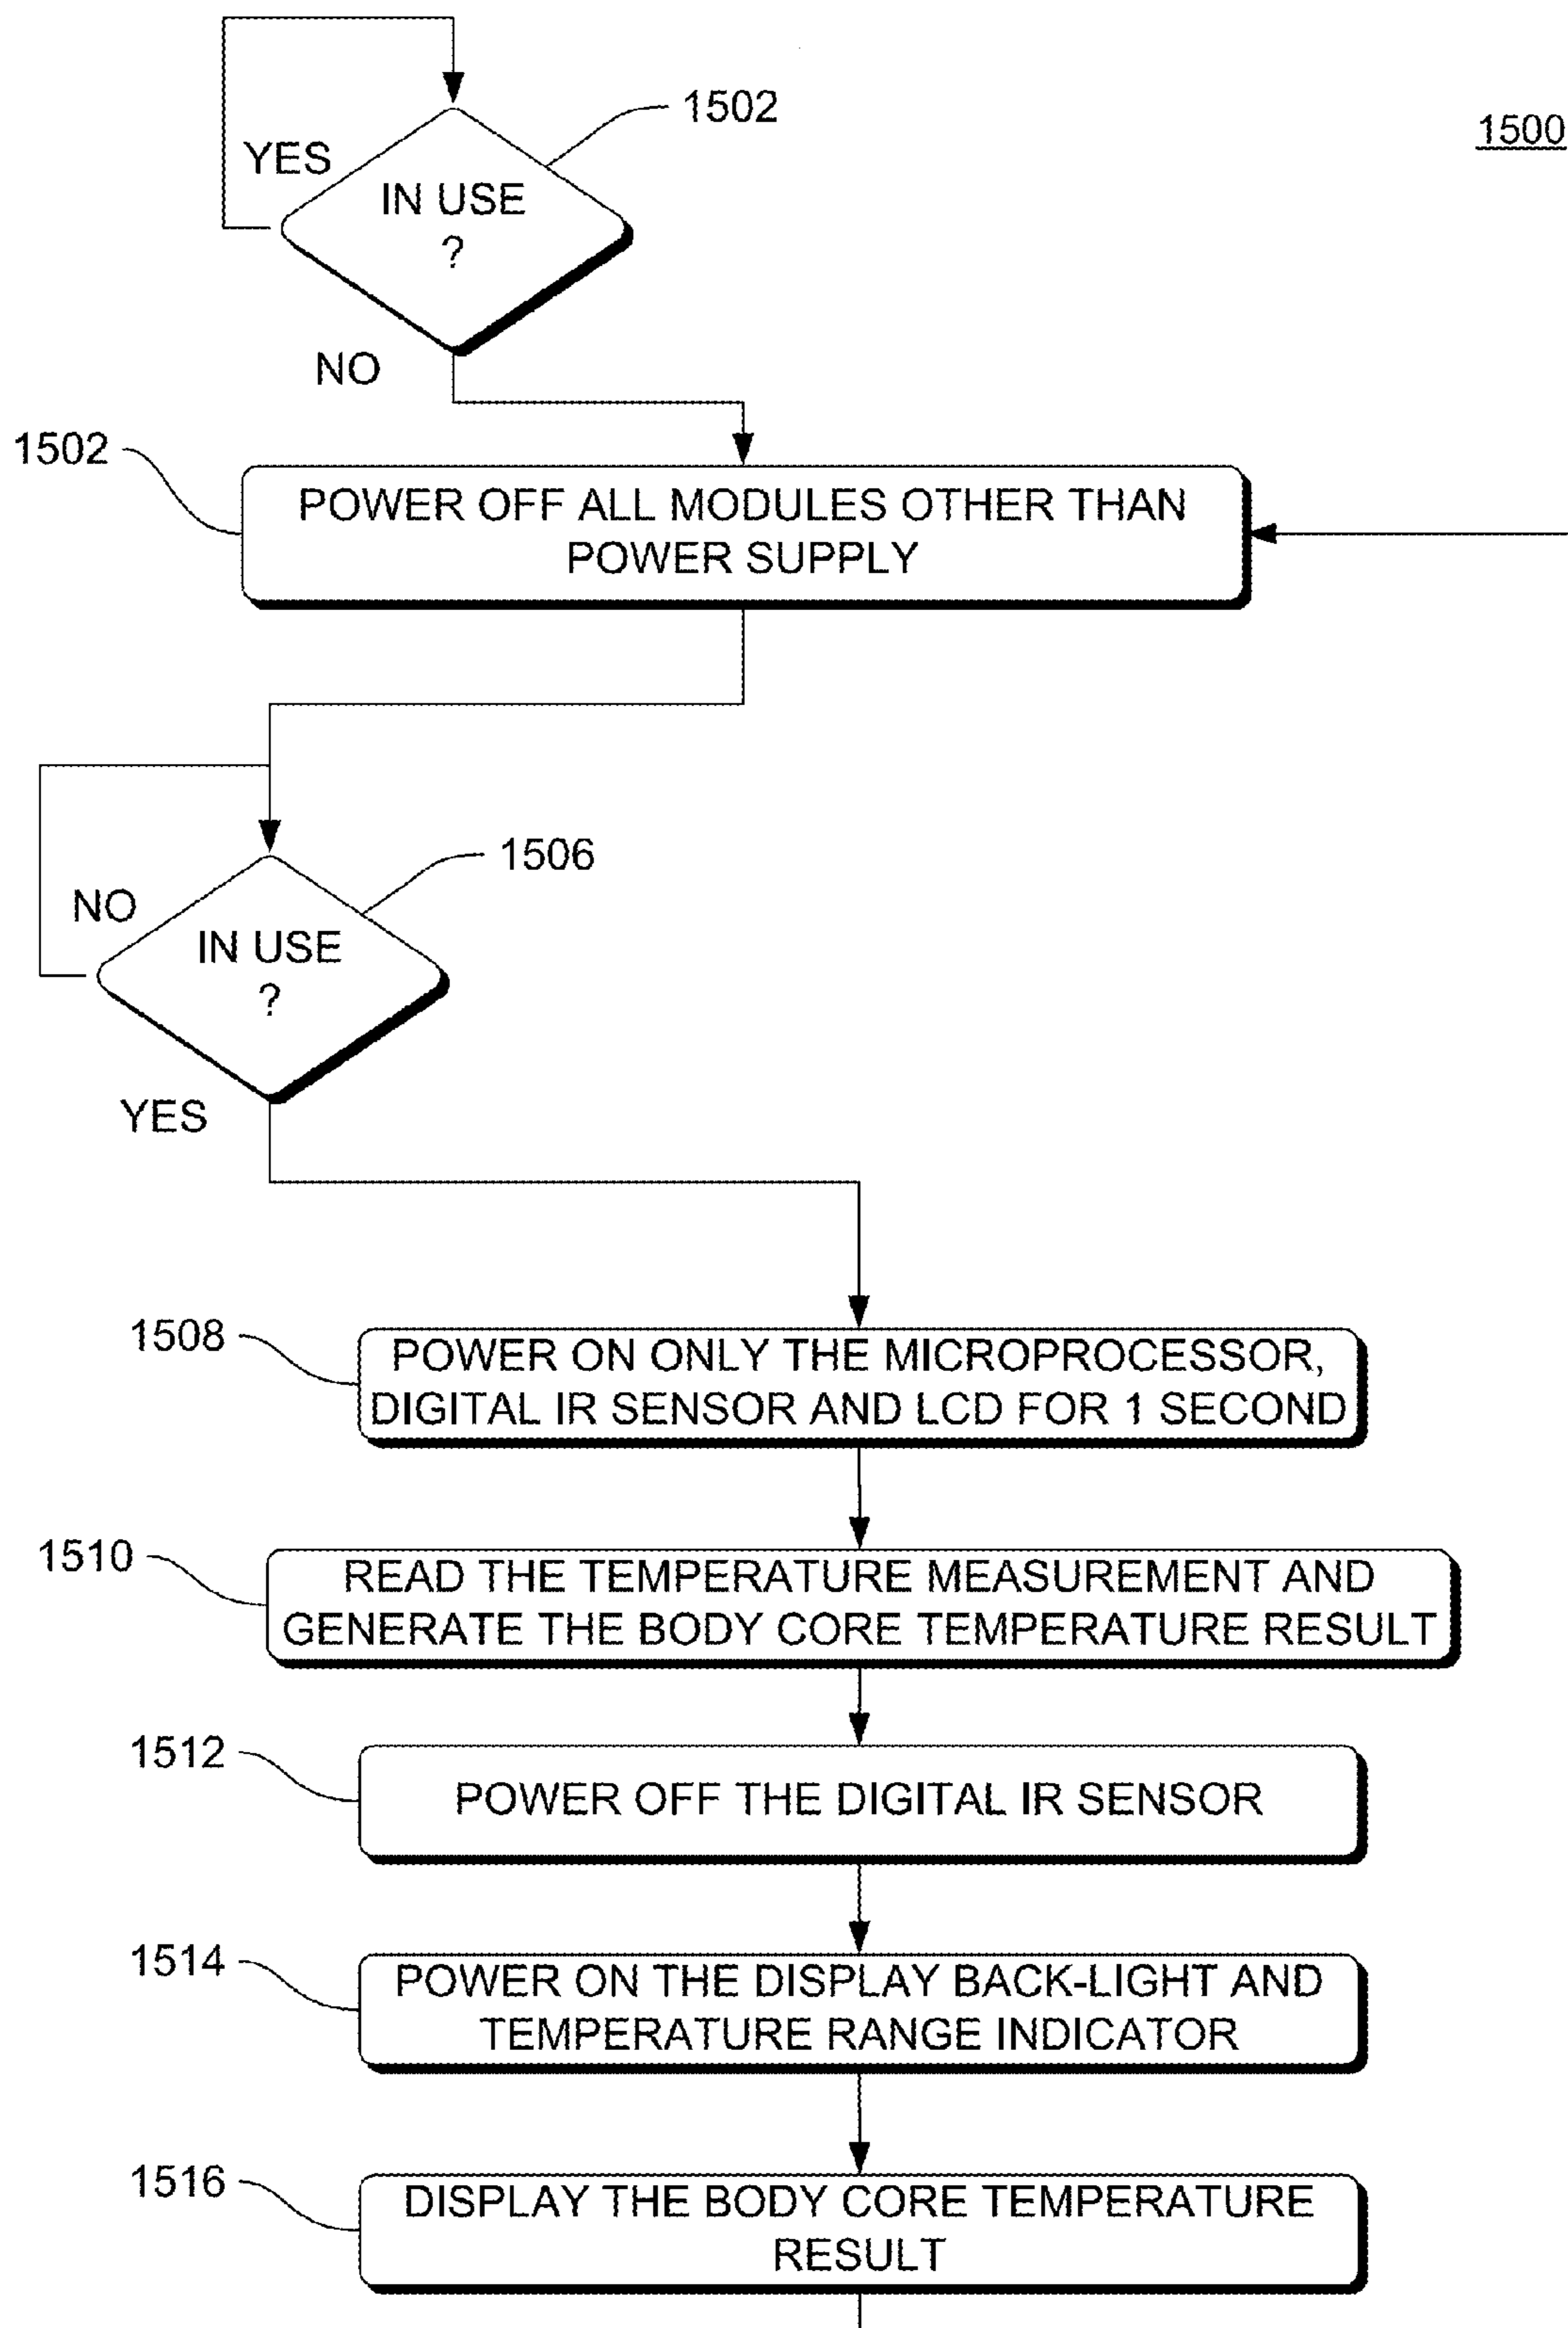 1500
1502
YES
IN USE
?
NO
1502
POWER OFF ALL MODULES OTHER THAN
POWER SUPPLY
1506
NO
IN USE
?
YES
1508
POWER ON ONLY THE MICROPROCESSOR,
DIGITAL IR SENSOR AND LCD FOR 1 SECOND
1510
READ THE TEMPERATURE MEASUREMENT AND
GENERATE THE BODY CORE TEMPERATURE RESULT
1512
POWER OFF THE DIGITAL IR SENSOR
1514
POWER ON THE DISPLAY BACK-LIGHT AND
TEMPERATURE RANGE INDICATOR
1516
DISPLAY THE BODY CORE TEMPERATURE
RESULT